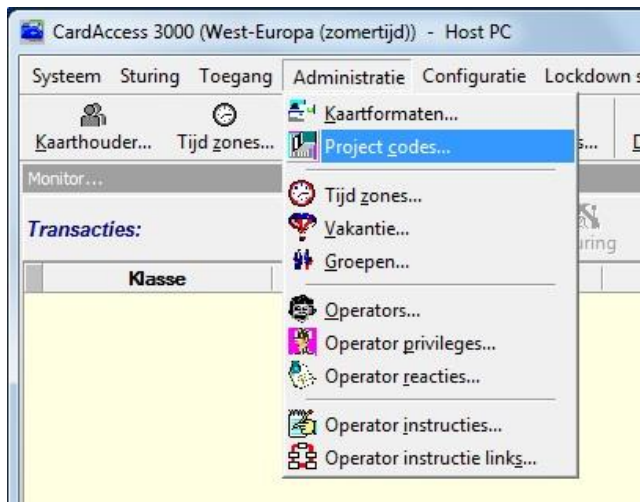 CardAccess 3000 (West-Europa (zomertijd)) - Host PC
Systeem Sturing Toegang Administratie Configuratie Lockdown s
Kaarthouder... Tijd zones...
Kaartformaten...
Project codes...
Monitor...
Tijd zones...
Transacties:
Vakantie...
Groepen...
Klasse
Operators...
Operator privileges...
Operator reacties...
Operator instructies...
Operator instructie links...